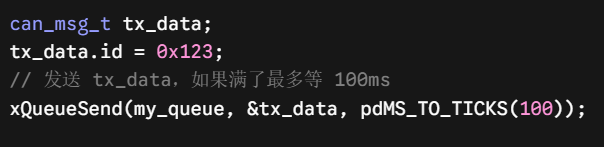 can_msg_t tx_data;
tx_data.id = 0x123;
// 发送 tx_data，如果满了最多等 100ms
xQueueSend(my_queue, &tx_data, pdMS_TO_TICKS(100));